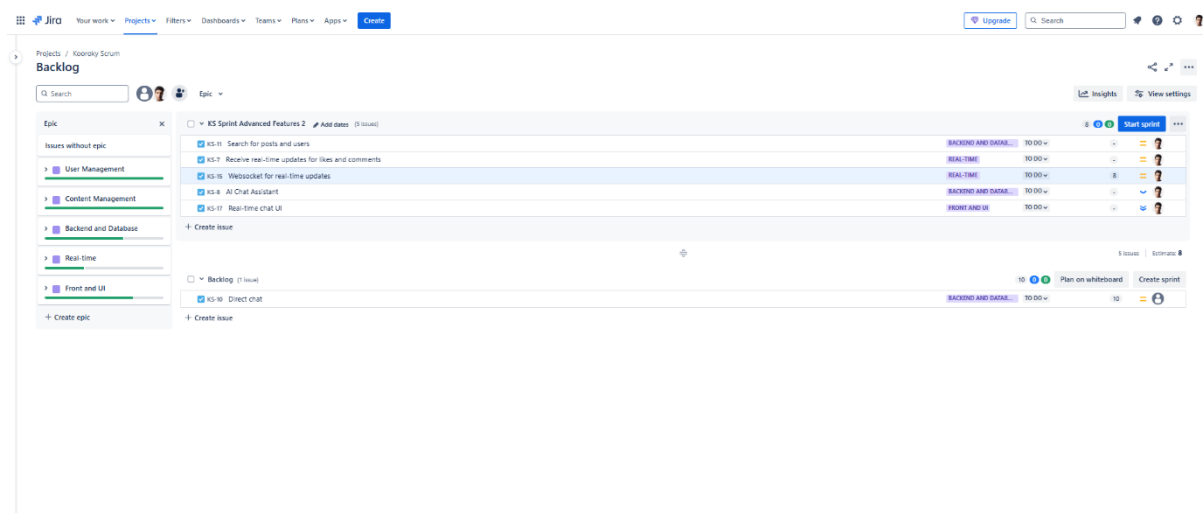 Jira Your work Projects Filters Dashboards Teams Plans Apps Create Upgrade Search
Projects / Kooroky Scrum
Backlog
Search Epic Insights View settings
Epic
Issues without epic
User Management
Content Management
Backend and Database
Real-time
Front and UI
+ Create epic
KS Sprint Advanced Features 2 Add dates (5 issues) 8 0 0 Start sprint
KS-11 Search for posts and users BACKEND AND DATAB... TO DO -
KS-7 Receive real-time updates for likes and comments REAL-TIME TO DO -
KS-15 Websocket for real-time updates REAL-TIME TO DO 8
KS-8 AI Chat Assistant BACKEND AND DATAB... TO DO -
KS-17 Real-time chat UI FRONT AND UI TO DO -
+ Create issue
5 issues Estimate: 8
Backlog (1 issue) 10 0 0 Plan on whiteboard Create sprint
KS-10 Direct chat BACKEND AND DATAB... TO DO 10
+ Create issue